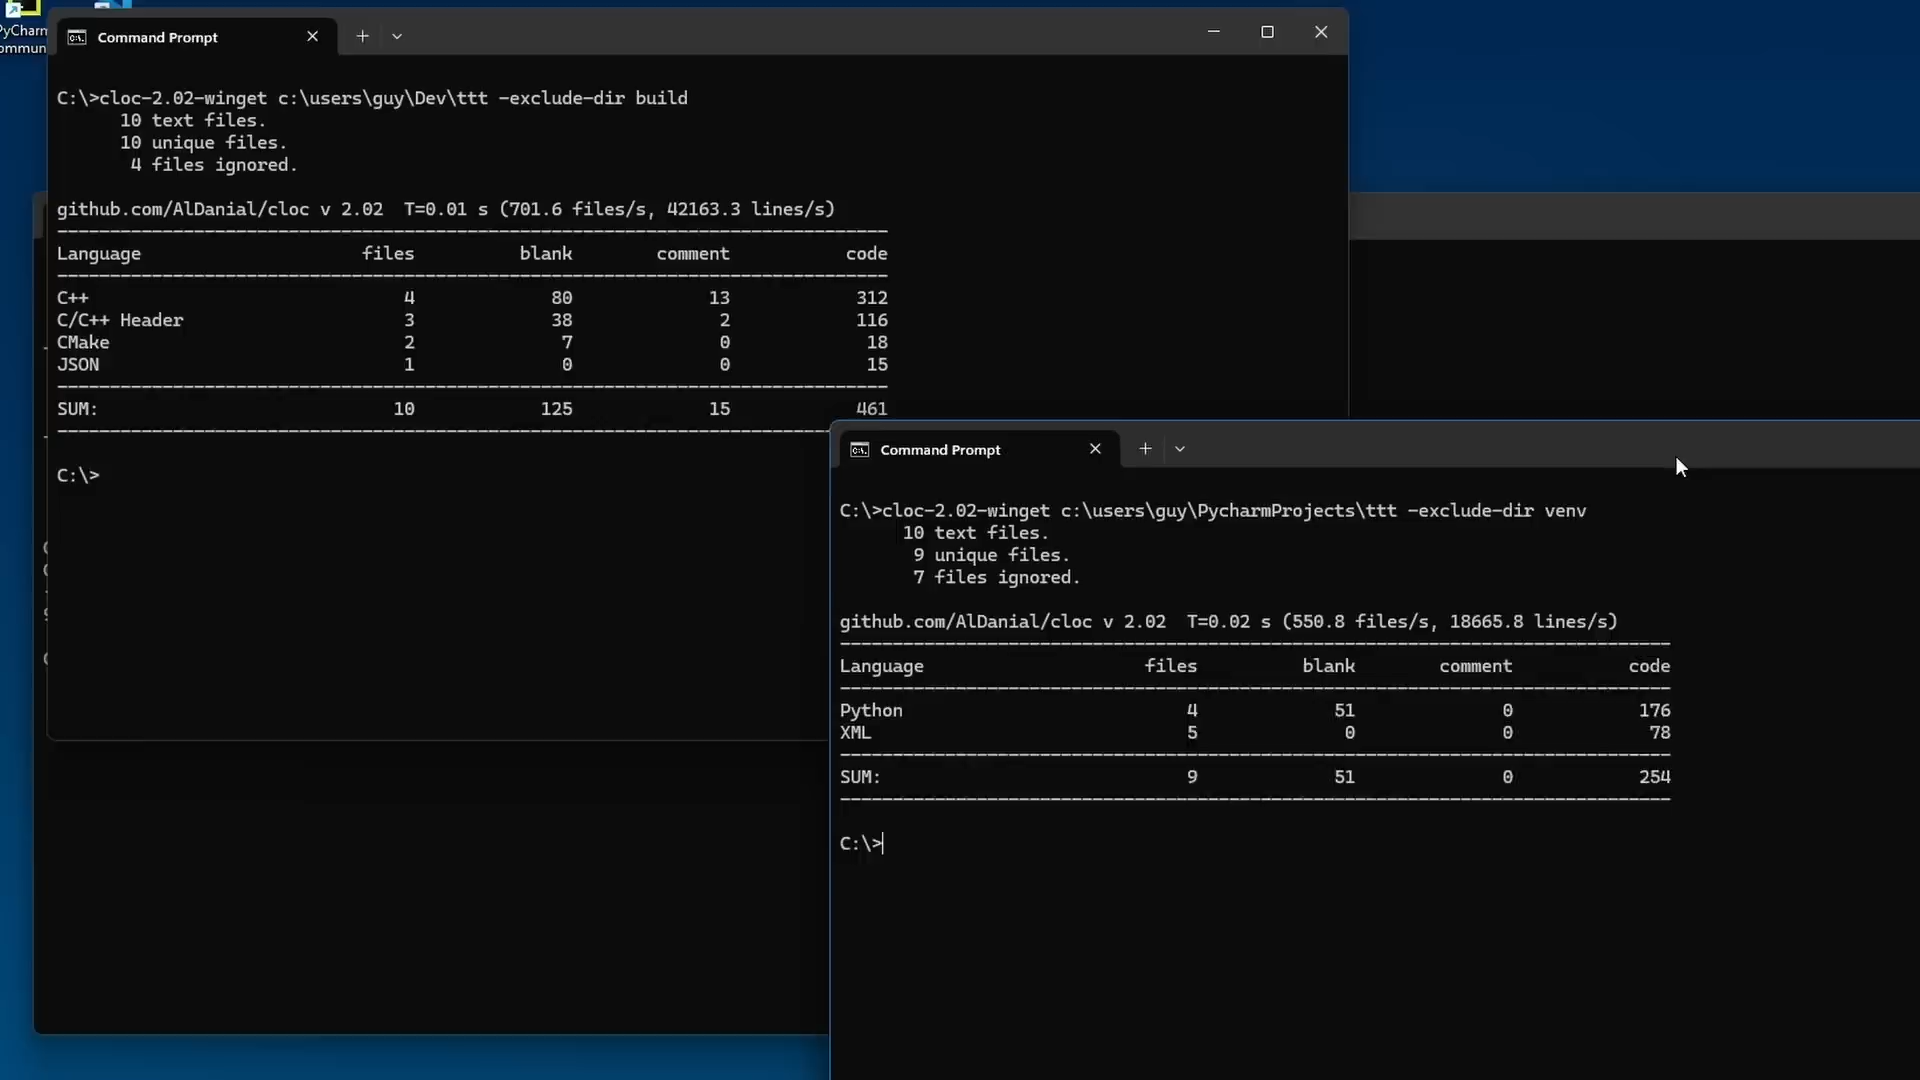 PyCharm
ommun
Command Prompt
C:\>cloc-2.02-winget c:\users\guy\Dev\ttt -exclude-dir build
10 text files.
10 unique files.
4 files ignored.
github.com/AlDanial/cloc v 2.02  T=0.01 s (701.6 files/s, 42163.3 lines/s)
Language files blank comment code
C++ 4 80 13 312
C/C++ Header 3 38 2 116
CMake 2 7 0 18
JSON 1 0 0 15
SUM: 10 125 15 461
C:\>
Command Prompt
C:\>cloc-2.02-winget c:\users\guy\PycharmProjects\ttt -exclude-dir venv
10 text files.
9 unique files.
7 files ignored.
github.com/AlDanial/cloc v 2.02  T=0.02 s (550.8 files/s, 18665.8 lines/s)
Language files blank comment code
Python 4 51 0 176
XML 5 0 0 78
SUM: 9 51 0 254
C:\>